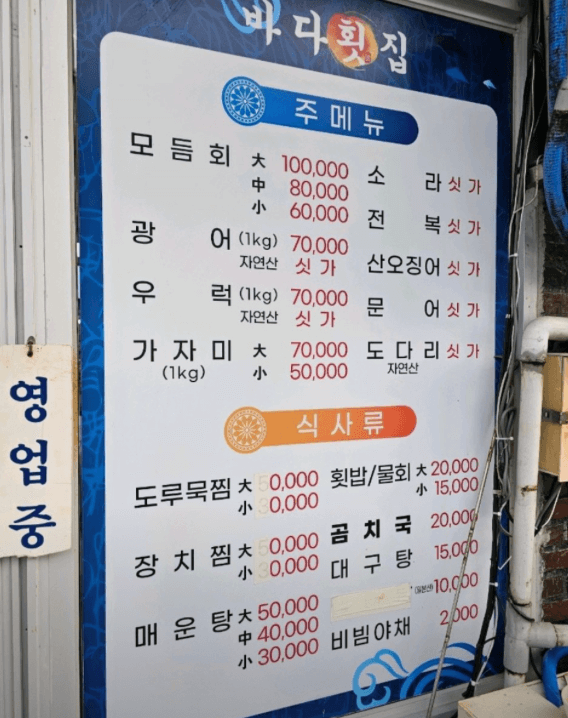 바다횟집
주메뉴
모듬회 大 100,000
中 80,000
小 60,000
광어 (1kg) 70,000
자연산 싯가
우럭 (1kg) 70,000
자연산 싯가
가자미 大 70,000
(1kg) 小 50,000
소라 싯가
전복 싯가
산오징어 싯가
문어 싯가
도다리 싯가
자연산
식사류
도루묵찜 大 0,000
小 0,000
장치찜 大 0,000
小 0,000
매운탕 大 50,000
中 40,000
小 30,000
횟밥/물회 大 20,000
小 15,000
곰치국 20,000
대구탕 15,000
10,000
비빔야채 2,000
영업중